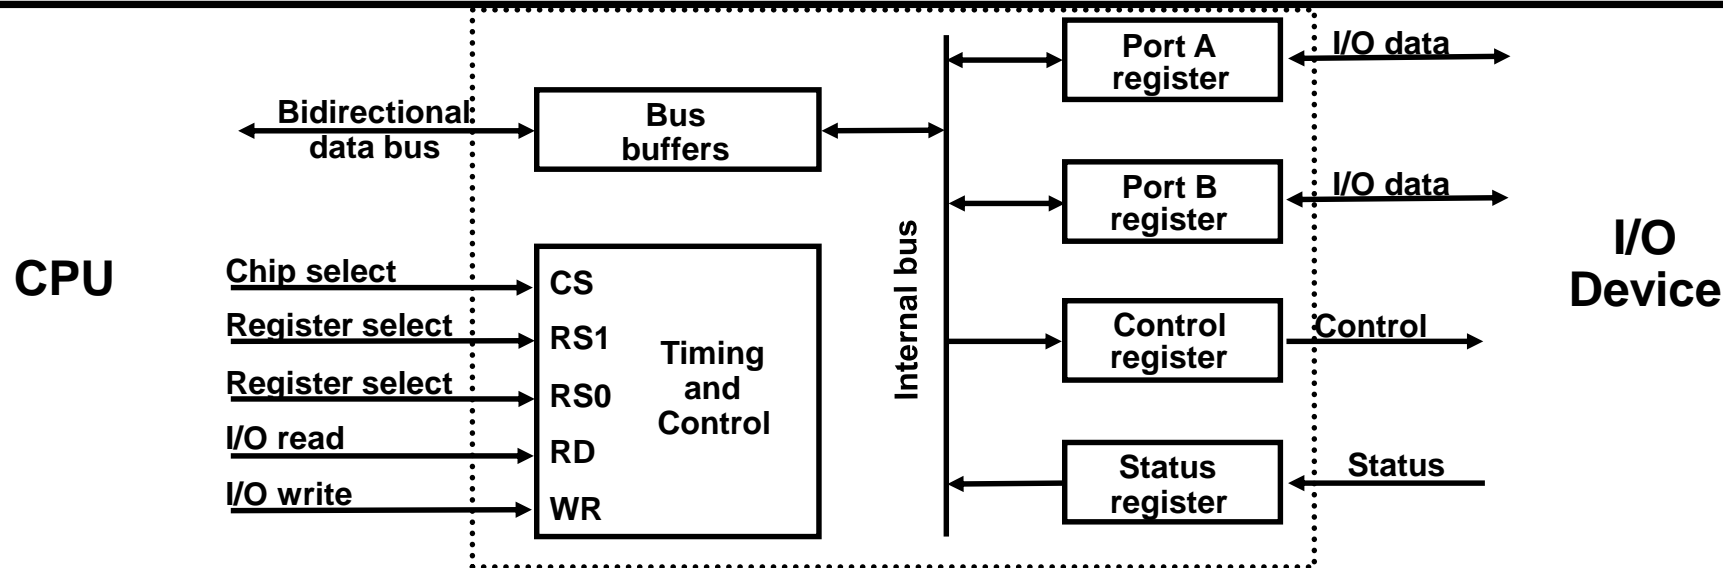 CPU
Bidirectional
data bus
Chip select
Register select
Register select
I/O read
I/O write
Bus
buffers
CS
RS1
RS0
RD
WR
Timing
and
Control
Internal bus
Port A
register
Port B
register
Control
register
Status
register
I/O data
I/O data
Control
Status
I/O
Device